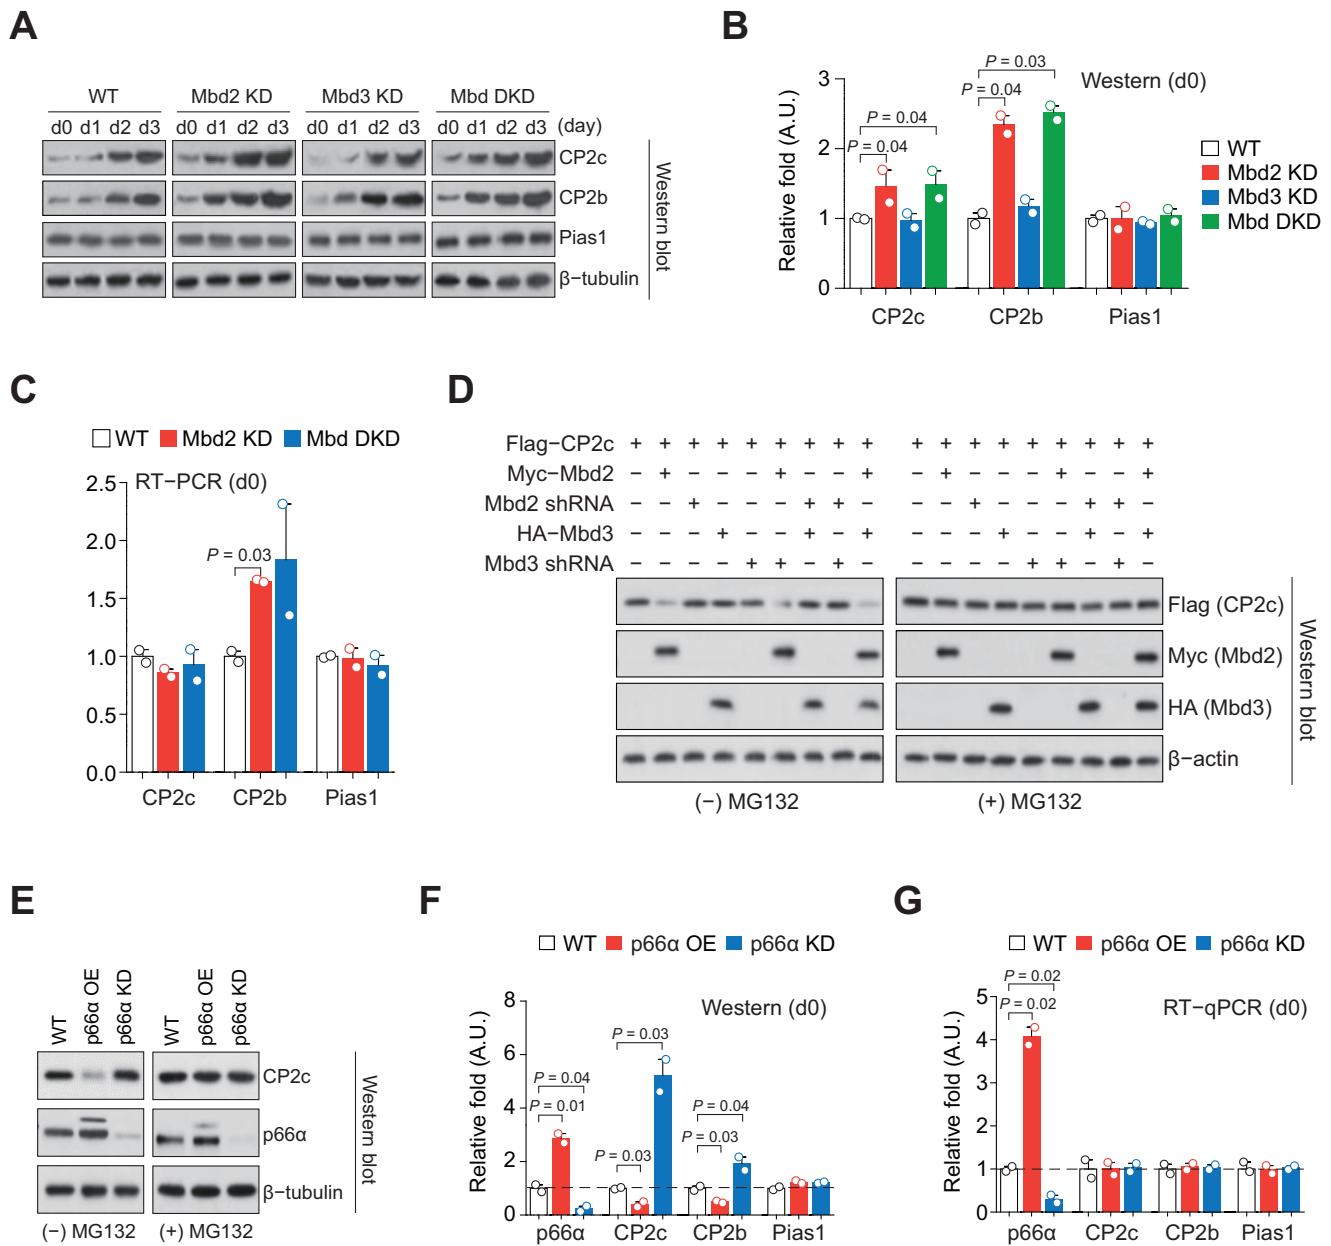 A
WT Mbd2 KD Mbd3 KD Mbd DKD
d0 d1 d2 d3 d0 d1 d2 d3 d0 d1 d2 d3 d0 d1 d2 d3 (day)
CP2c
CP2b
Pias1
β−tubulin
Western blot
B
Western (d0)
Relative fold (A.U.)
3
2
1
0
P = 0.03
P = 0.04
P = 0.04
P = 0.04
CP2c CP2b Pias1
WT
Mbd2 KD
Mbd3 KD
Mbd DKD
C
WT Mbd2 KD Mbd DKD
RT−PCR (d0)
2.5
2.0
1.5
1.0
0.5
0.0
P = 0.03
CP2c CP2b Pias1
D
Flag−CP2c + + + + + + + + + + + + + + + + + +
Myc−Mbd2 − + − − − + − − + − + − − − + − − +
Mbd2 shRNA − − + − − − + + − − − + − − − + + −
HA−Mbd3 − − − + − − + − + − − − + − − + − +
Mbd3 shRNA − − − − + + − + − − − − − + + − + −
Flag (CP2c)
Myc (Mbd2)
HA (Mbd3)
β−actin
(−) MG132 (+) MG132
Western blot
E
WT p66α OE p66α KD WT p66α OE p66α KD
CP2c
p66α
β−tubulin
(−) MG132 (+) MG132
Western blot
F
WT p66α OE p66α KD
Western (d0)
Relative fold (A.U.)
8
6
4
2
0
P = 0.03
P = 0.04
P = 0.01
P = 0.03
P = 0.04
P = 0.03
p66α CP2c CP2b Pias1
G
WT p66α OE p66α KD
RT−qPCR (d0)
Relative fold (A.U.)
5
4
3
2
1
0
P = 0.02
P = 0.02
p66α CP2c CP2b Pias1